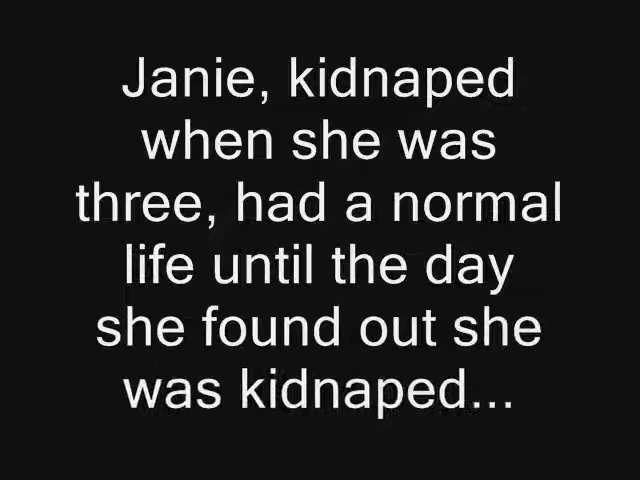 Janie, kidnaped
when she was
three, had a normal
life until the day
she found out she
was kidnaped...